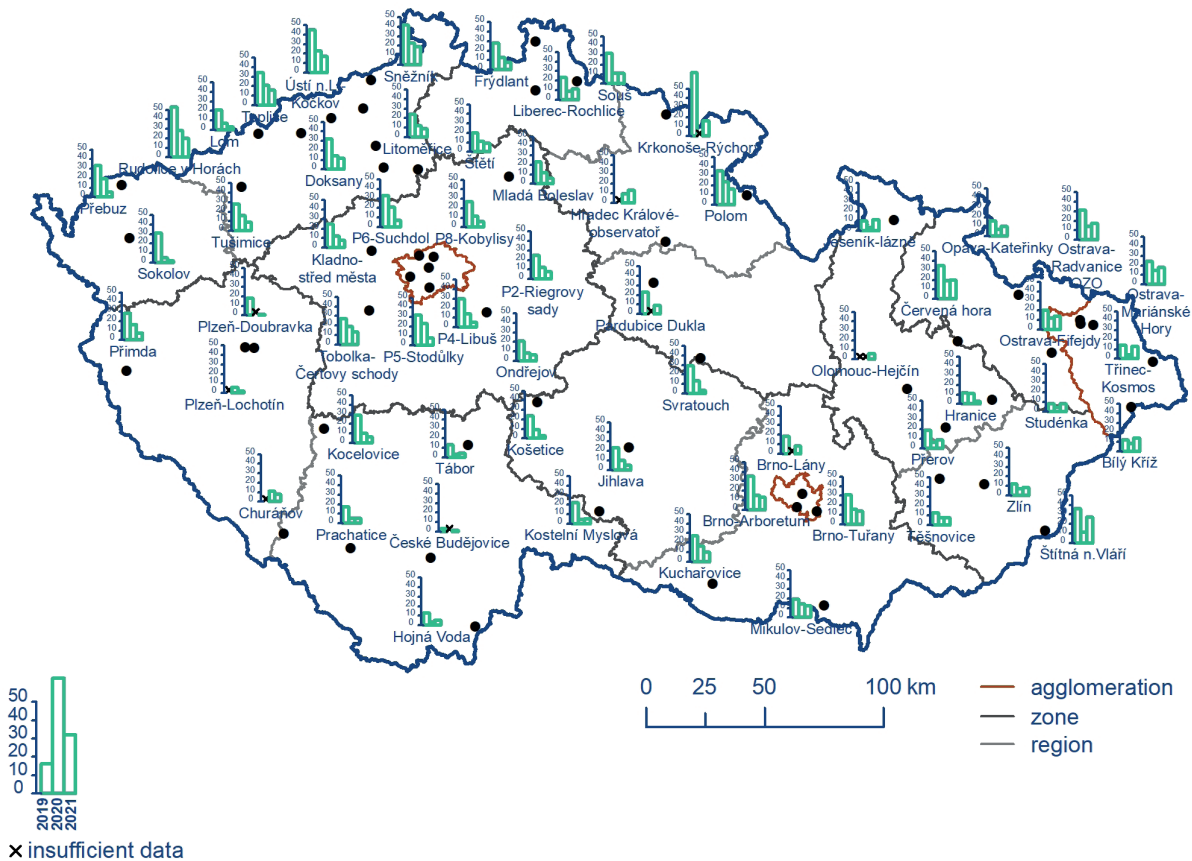 Ústí n.L.-
Kočkov
Sněžník
Frýdlant
Souš
Liberec-Rochlice
Teplice
Lom
Krkonoše-Rýchory
Rudolice v Horách
Litoměřice
Štětí
Doksany
Mladá Boleslav
Přebuz
Hradec Králové-
observatoř
Polom
Tušimice
P6-Suchdol
P8-Kobylisy
Jeseník-lázně
Opava-Kateřinky
Ostrava-
Radvanice
OZO
Sokolov
Kladno-
střed města
P2-Riegrovy
sady
Ostrava-
Mariánské
Hory
Červená hora
Plzeň-Doubravka
Pardubice Dukla
P4-Libuš
Ostrava-Fifejdy
Přimda
Tobolka-
Čertovy schody
P5-Stodůlky
Ondřejov
Olomouc-Hejčín
Třinec-
Kosmos
Plzeň-Lochotín
Svratouch
Hranice
Studénka
Kocelovice
Košetice
Tábor
Přerov
Bílý Kříž
Brno-Lány
Jihlava
Churáňov
Zlín
Prachatice
České Budějovice
Kostelní Myslová
Brno-Arboretum
Brno-Tuřany
Těšnovice
Štítná n.Vláří
Kuchařovice
Hojná Voda
Mikulov-Sedlec
0 25 50 100 km
agglomeration
zone
region
50
40
30
20
10
0
2019
2020
2021
× insufficient data